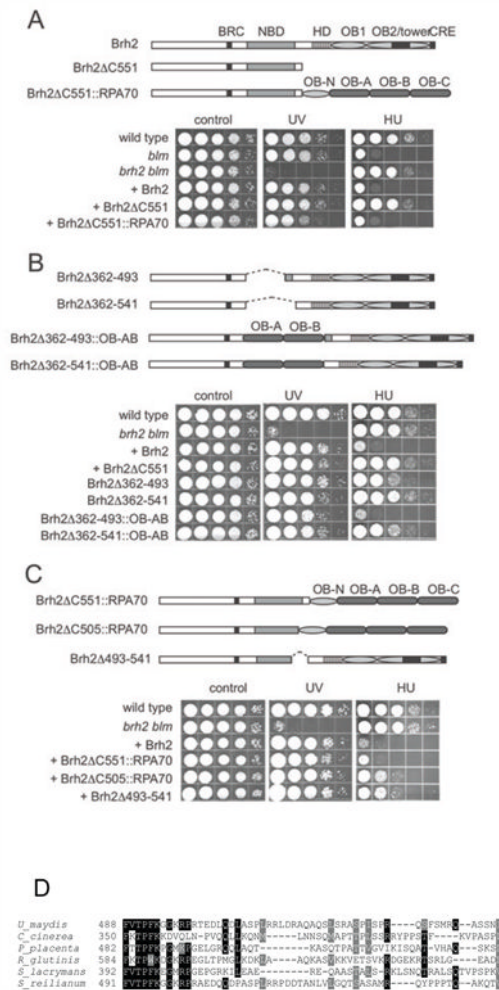 A
BRC NBD HD OB1 OB2/tower CRE
Brh2
Brh2ΔC551
OB-N OB-A OB-B OB-C
Brh2ΔC551::RPA70
control UV HU
wild type
blm
brh2 blm
+ Brh2
+ Brh2ΔC551
+ Brh2ΔC551::RPA70
B
Brh2Δ362-493
Brh2Δ362-541
OB-A OB-B
Brh2Δ362-493::OB-AB
Brh2Δ362-541::OB-AB
control UV HU
wild type
brh2 blm
+ Brh2
+ Brh2ΔC551
Brh2Δ362-493
Brh2Δ362-541
Brh2Δ362-493::OB-AB
Brh2Δ362-541::OB-AB
C
OB-N OB-A OB-B OB-C
Brh2ΔC551::RPA70
Brh2ΔC505::RPA70
Brh2Δ493-541
control UV HU
wild type
brh2 blm
+ Brh2
+ Brh2ΔC551::RPA70
+ Brh2ΔC505::RPA70
+ Brh2Δ493-541
D
U_maydis 488
C_cinerea 350
P_placenta 482
R_glutinis 584
S_lacrymans 392
S_reilianum 491